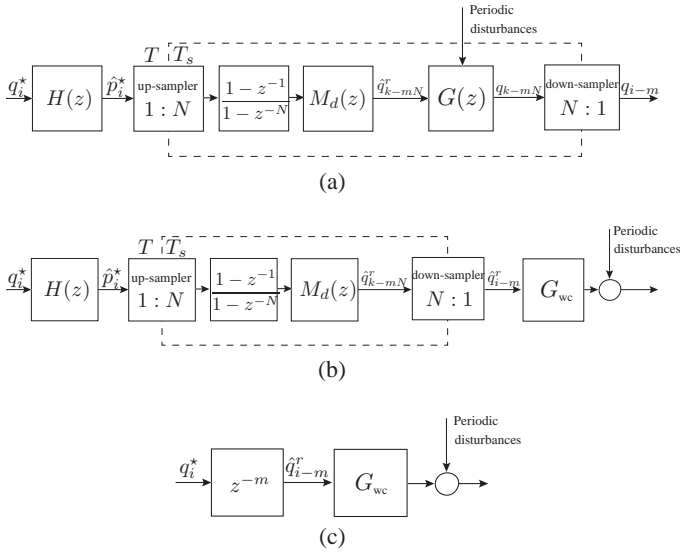 Periodic
disturbances
T T_s
q_i^⋆ H(z) p̂_i^⋆ up-sampler 1 : N (1 − z^{-1})/(1 − z^{-N}) M_d(z) q̂^r_{k−mN} G(z) q_{k−mN} down-sampler N : 1 q_{i−m}
(a)
Periodic
disturbances
T T_s
q_i^⋆ H(z) p̂_i^⋆ up-sampler 1 : N (1 − z^{-1})/(1 − z^{-N}) M_d(z) q̂^r_{k−mN} down-sampler N : 1 q̂^r_{i−m} G_wc
(b)
Periodic
disturbances
q_i^⋆ z^{-m} q̂^r_{i−m} G_wc
(c)